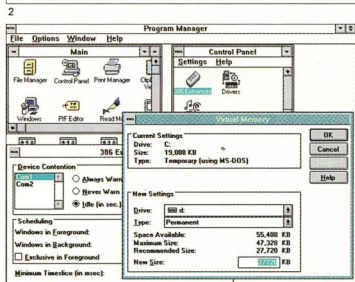 2
Program Manager
File Options Window Help
Main
Control Panel
Settings Help
File Manager Control Panel Print Manager
386 Enhanced Drivers
Windows PIF Editor
Virtual Memory
Current Settings
Drive: C:
Size: 19,088 KB
Type: Temporary (using MS-DOS)
OK
Cancel
Help
386
Device Contention
Com1
Com2
Always Warn
Never Warn
Idle (in sec.)
New Settings
Drive: d:
Type: Permanent
Space Available: 55,488 KB
Maximum Size: 47,328 KB
Recommended Size: 27,720 KB
New Size: KB
Scheduling
Windows in Foreground:
Windows in Background:
Exclusive in Foreground
Minimum Timeslice (in msec):